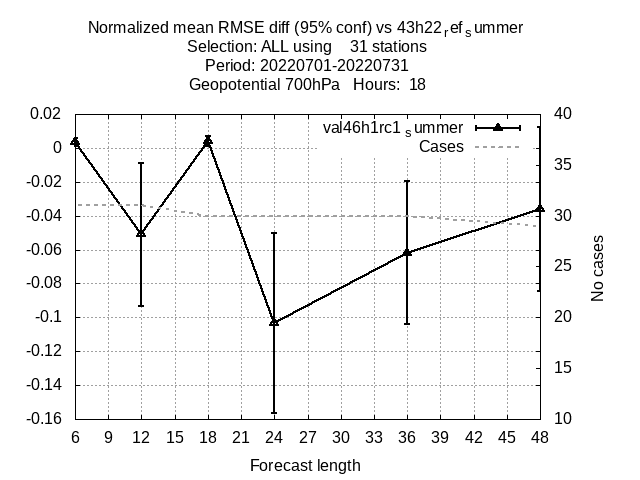 Normalized mean RMSE diff (95% conf) vs 43h22refsummer
Selection: ALL using 31 stations
Period: 20220701-20220731
Geopotential 700hPa Hours: 18
val46h1rc1summer
Cases
0.02
0
-0.02
-0.04
-0.06
-0.08
-0.1
-0.12
-0.14
-0.16
40
35
30
25
20
15
10
No cases
6 9 12 15 18 21 24 27 30 33 36 39 42 45 48
Forecast length